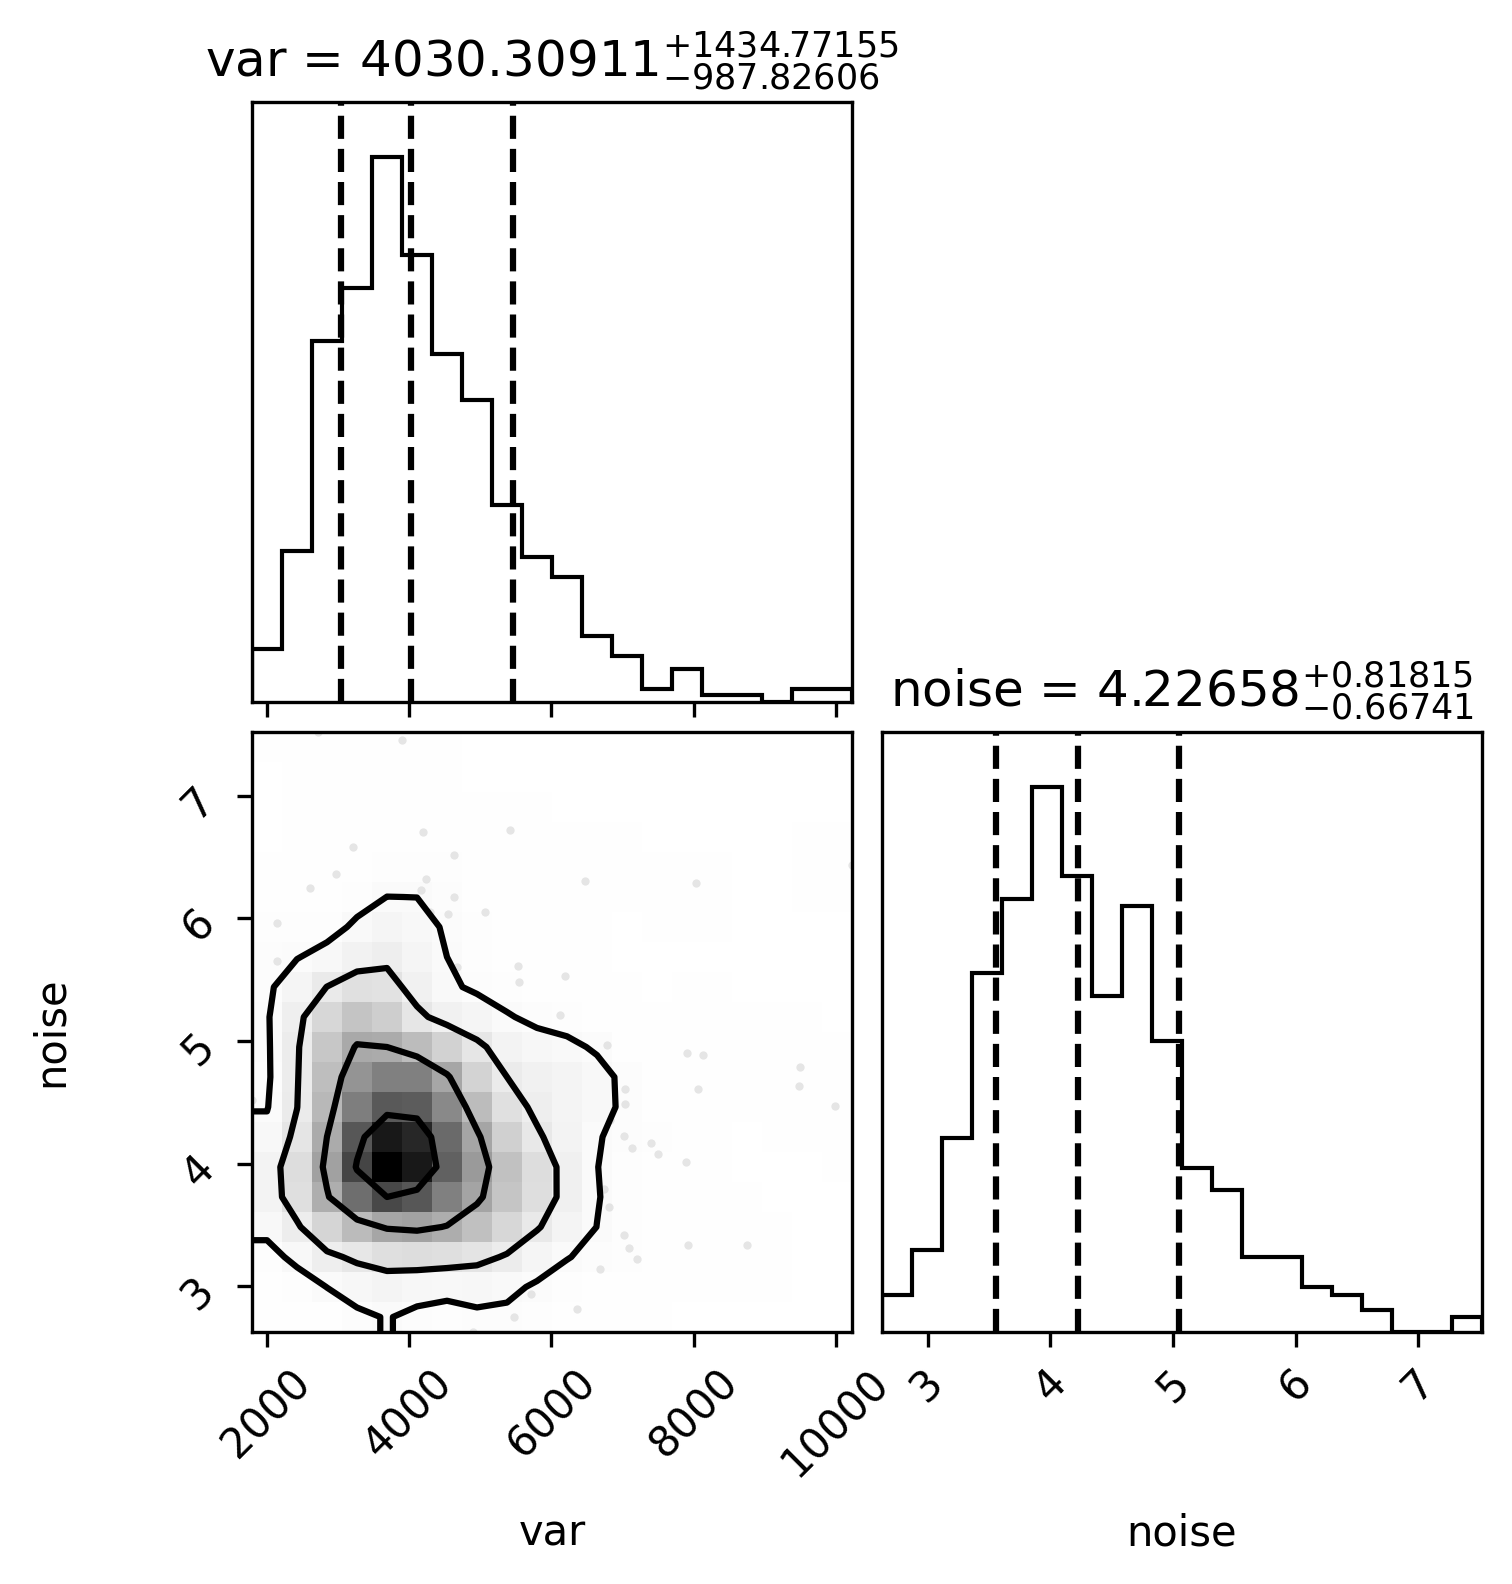 var = 4030.30911 +1434.77155 −987.82606
noise = 4.22658 +0.81815 −0.66741
7
6
5
4
3
noise
2000 4000 6000 8000 10000
3 4 5 6 7
var
noise